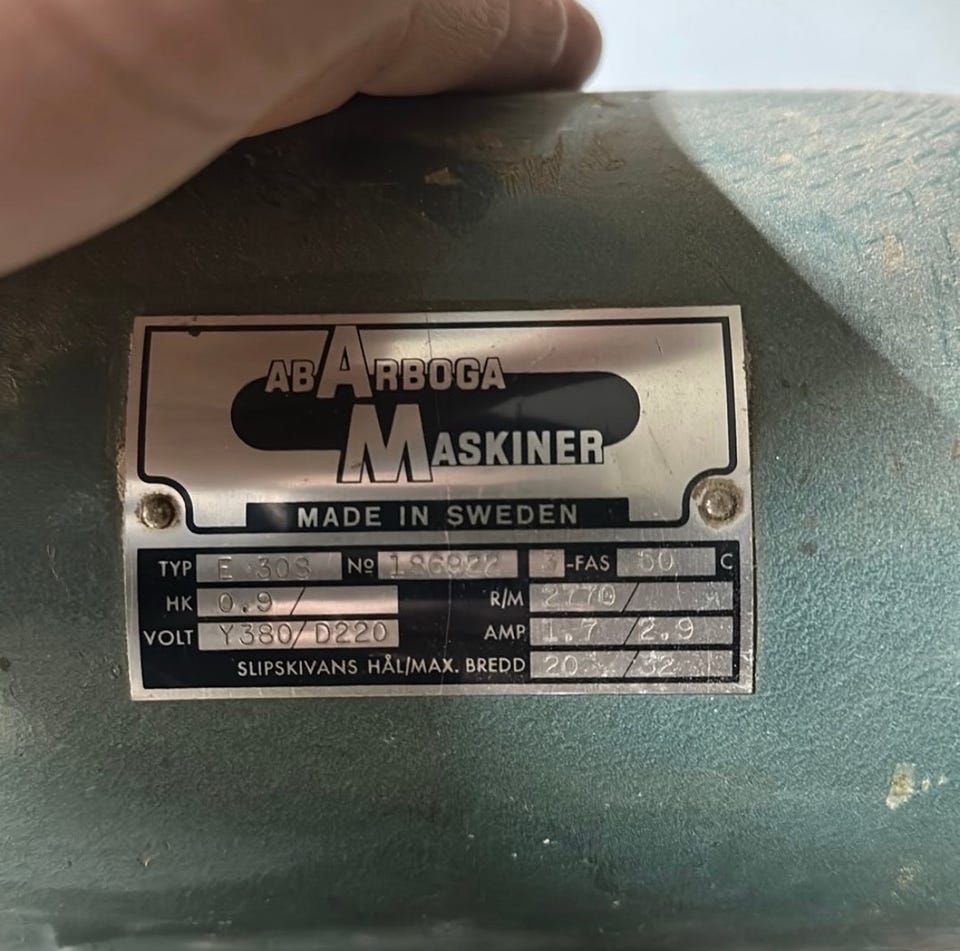 AB ARBOGA
MASKINER
MADE IN SWEDEN
TYP E 308 Nº 186922 3-FAS 50 C
HK 0.9/ R/M 2770/
VOLT Y380/D220 AMP 1.7/2.9
SLIPSKIVANS HÅL/MAX. BREDD 20 /32